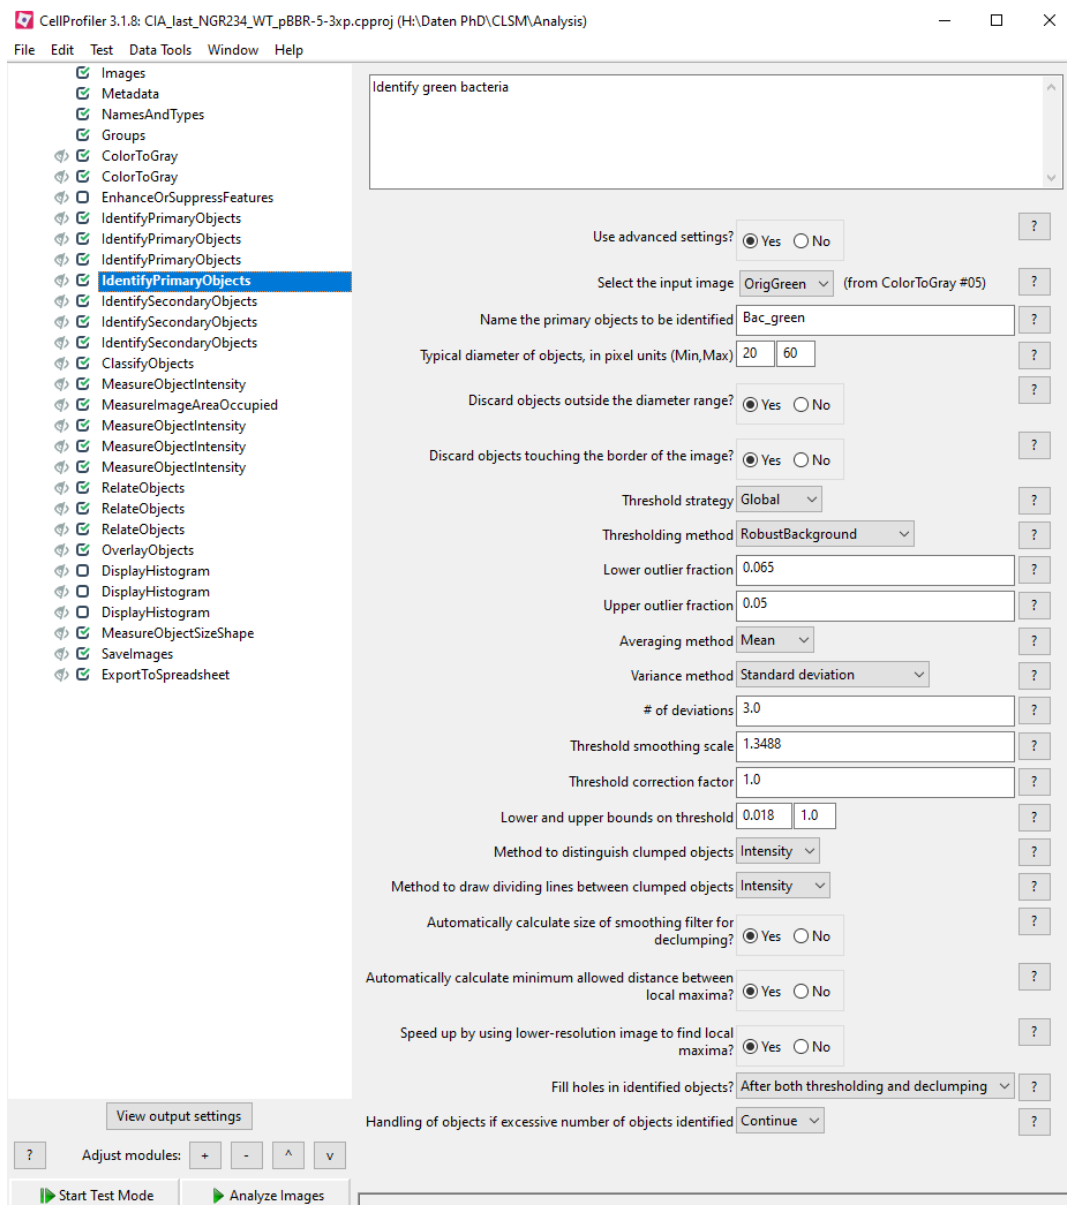 CellProfiler 3.1.8: CIA_last_NGR234_WT_pBBR-5-3xp.cpproj (H:\Daten PhD\CLSM\Analysis)
File Edit Test Data Tools Window Help
Images
Metadata
NamesAndTypes
Groups
ColorToGray
ColorToGray
EnhanceOrSuppressFeatures
IdentifyPrimaryObjects
IdentifyPrimaryObjects
IdentifyPrimaryObjects
IdentifyPrimaryObjects
IdentifySecondaryObjects
IdentifySecondaryObjects
IdentifySecondaryObjects
ClassifyObjects
MeasureObjectIntensity
MeasureImageAreaOccupied
MeasureObjectIntensity
MeasureObjectIntensity
MeasureObjectIntensity
RelateObjects
RelateObjects
RelateObjects
OverlayObjects
DisplayHistogram
DisplayHistogram
DisplayHistogram
MeasureObjectSizeShape
SaveImages
ExportToSpreadsheet
View output settings
? Adjust modules: + - ^ v
Start Test Mode Analyze Images
Identify green bacteria
Use advanced settings? Yes No ?
Select the input image OrigGreen (from ColorToGray #05) ?
Name the primary objects to be identified Bac_green ?
Typical diameter of objects, in pixel units (Min,Max) 20 60 ?
Discard objects outside the diameter range? Yes No ?
Discard objects touching the border of the image? Yes No ?
Threshold strategy Global ?
Thresholding method RobustBackground ?
Lower outlier fraction 0.065 ?
Upper outlier fraction 0.05 ?
Averaging method Mean ?
Variance method Standard deviation ?
# of deviations 3.0 ?
Threshold smoothing scale 1.3488 ?
Threshold correction factor 1.0 ?
Lower and upper bounds on threshold 0.018 1.0 ?
Method to distinguish clumped objects Intensity ?
Method to draw dividing lines between clumped objects Intensity ?
Automatically calculate size of smoothing filter for
declumping? Yes No ?
Automatically calculate minimum allowed distance between
local maxima? Yes No ?
Speed up by using lower-resolution image to find local
maxima? Yes No ?
Fill holes in identified objects? After both thresholding and declumping ?
Handling of objects if excessive number of objects identified Continue ?